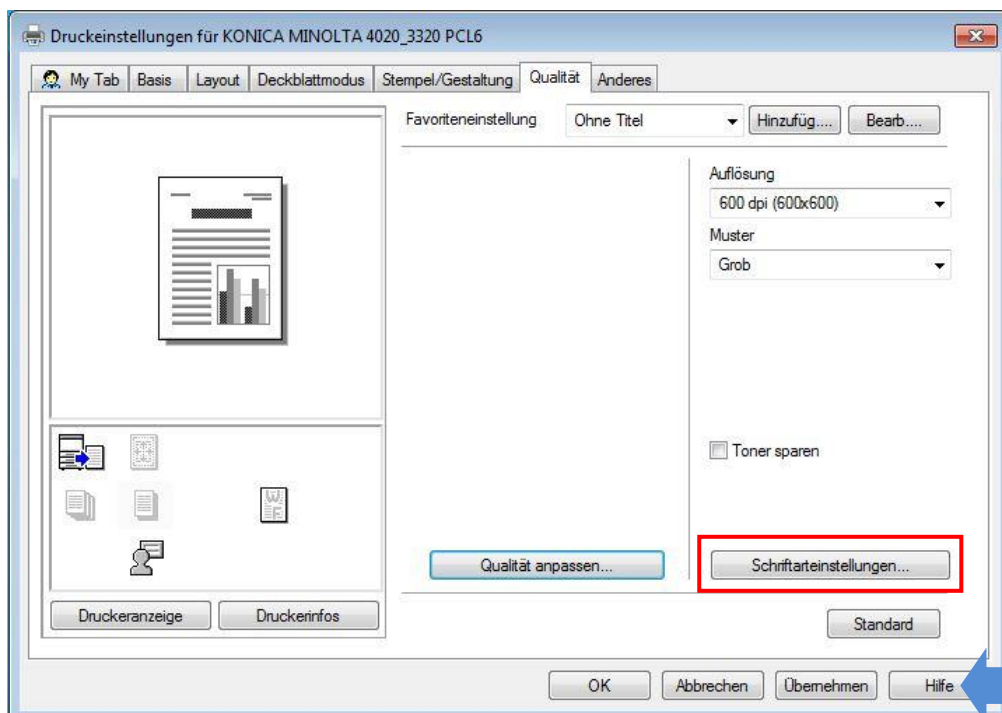 Druckeinstellungen für KONICA MINOLTA 4020_3320 PCL6
My Tab Basis Layout Deckblattmodus Stempel/Gestaltung Qualität Anderes
Favoriteneinstellung Ohne Titel Hinzufüg.... Bearb....
Auflösung
600 dpi (600x600)
Muster
Grob
Toner sparen
Qualität anpassen... Schriftarteinstellungen...
Druckeranzeige Druckerinfos
Standard
OK Abbrechen Übernehmen Hilfe